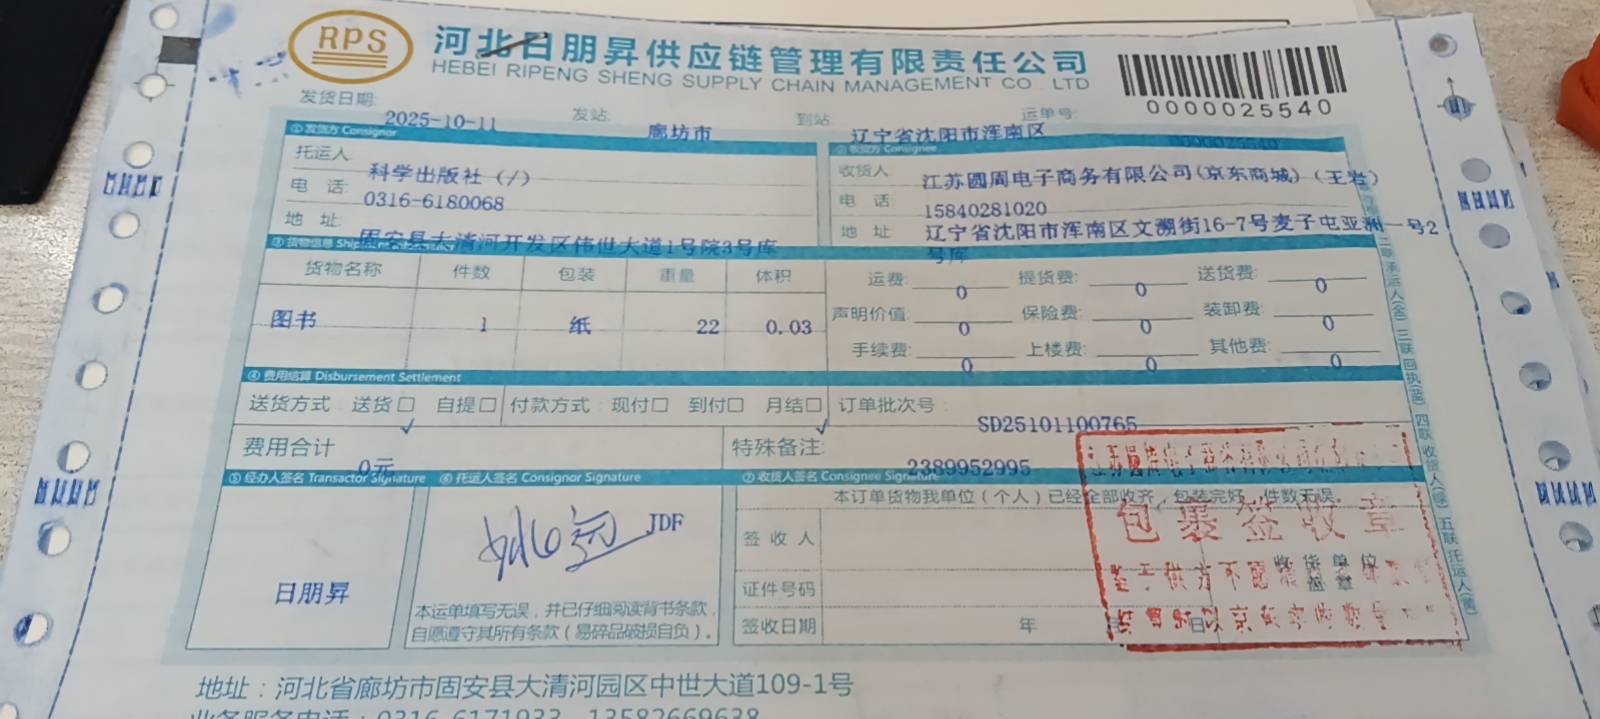 RPS
河北日朋昇供应链管理有限责任公司
HEBEI RIPENG SHENG SUPPLY CHAIN MANAGEMENT CO LTD
0000025540
发货日期: 2025-10-11 发站: 廊坊市 到站: 辽宁省沈阳市浑南区 运单号: 0000025540
①发货方 Consignor
②收货方 Consignee
托运人 科学出版社 (/)
收货人 江苏圆周电子商务有限公司(京东商城) (王岩)
电 话 0316-6180068
电 话 15840281020
地 址 固安县大清河开发区伟世大道1号院3号库
地 址 辽宁省沈阳市浑南区文溯街16-7号麦子屯亚洲一号2号库
③货物信息
货物名称 件数 包装 重量 体积
图书 1 纸 22 0.03
运费: 0 提货费: 0 送货费: 0
声明价值: 0 保险费: 0 装卸费: 0
手续费: 0 上楼费: 0 其他费: 0
④费用结算 Disbursement Settlement
送货方式: 送货□ √ 自提□ 付款方式: 现付□ 到付□ 月结□ √ 订单批次号: SD25101100765
费用合计 0元 特殊备注: 2389952995
⑤经办人签名 Transactor Signature
⑥托运人签名 Consignor Signature
⑦收货人签名 Consignee Signature
本订单货物我单位(个人)已经全部收齐,包装完好,件数无误。
日朋昇
JDF
本运单填写无误,并已仔细阅读背书条款,
自愿遵守其所有条款(易碎品破损自负)。
签 收 人
证件号码
签收日期 年 日
收货单位
盖章
包裹签收章
地址:河北省廊坊市固安县大清河园区中世大道109-1号
业务服务电话:0316-6171933 13582669638